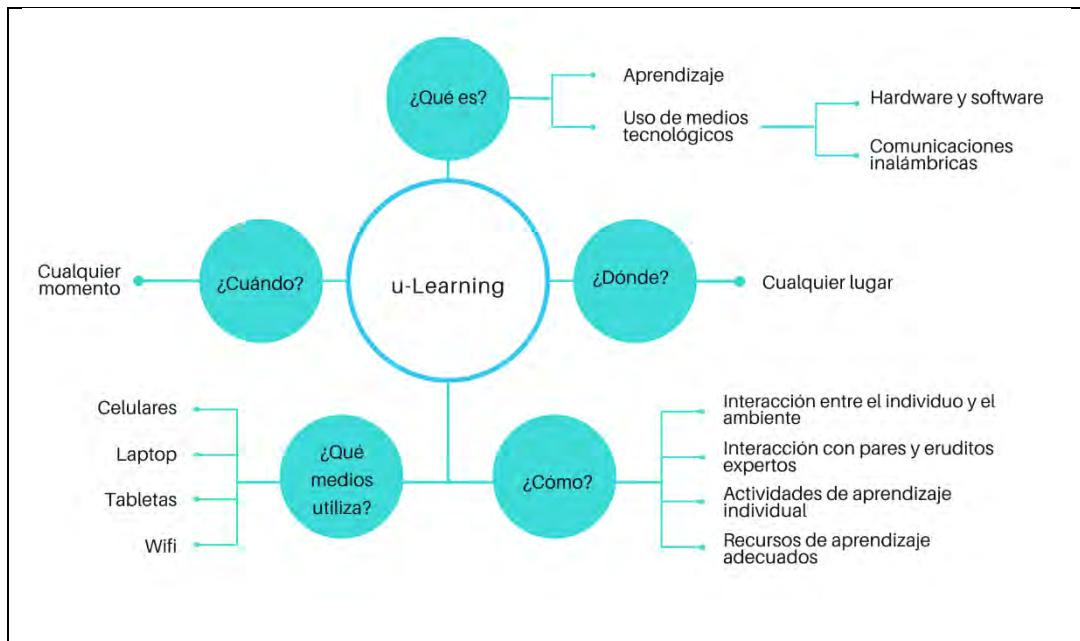 ¿Qué es?
Aprendizaje
Uso de medios
tecnológicos
Hardware y software
Comunicaciones
inalámbricas
Cualquier
momento
¿Cuándo?
u-Learning
¿Dónde?
Cualquier lugar
Celulares
Laptop
Tabletas
Wifi
¿Qué
medios
utiliza?
¿Cómo?
Interacción entre el individuo y el
ambiente
Interacción con pares y eruditos
expertos
Actividades de aprendizaje
individual
Recursos de aprendizaje
adecuados